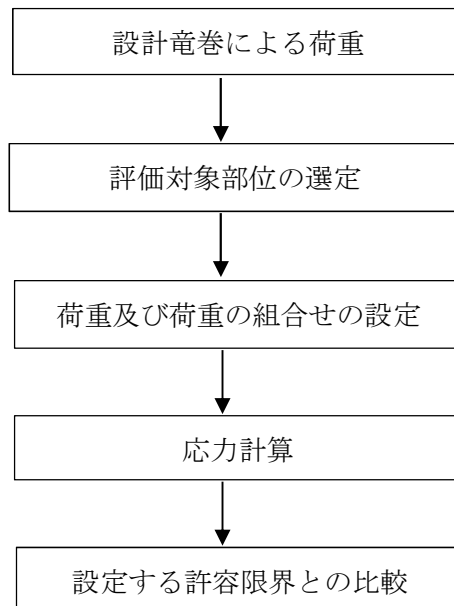 設計竜巻による荷重
評価対象部位の選定
荷重及び荷重の組合せの設定
応力計算
設定する許容限界との比較